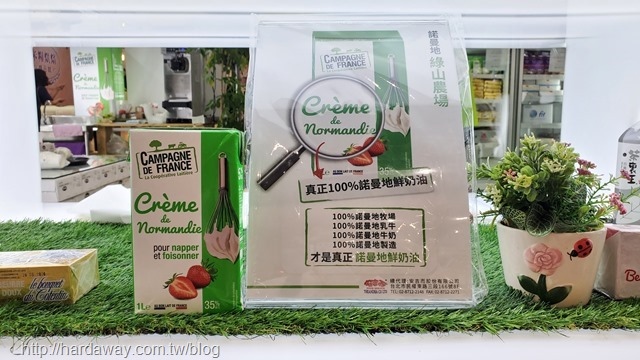 CAMPAGNE
DE FRANCE
La Coopérative Laitière
Crème
de
Normandie
pour napper
et foisonner
1L
35%
CAMPAGNE
DE FRANCE
Crème
de
Normandie
諾曼地 綠山農場
真正100%諾曼地鮮奶油
100%諾曼地牧場
100%諾曼地乳牛
100%諾曼地牛奶
100%諾曼地製造
才是真正 諾曼地鮮奶油
le bouquet
http://hardaway.com.tw/blog